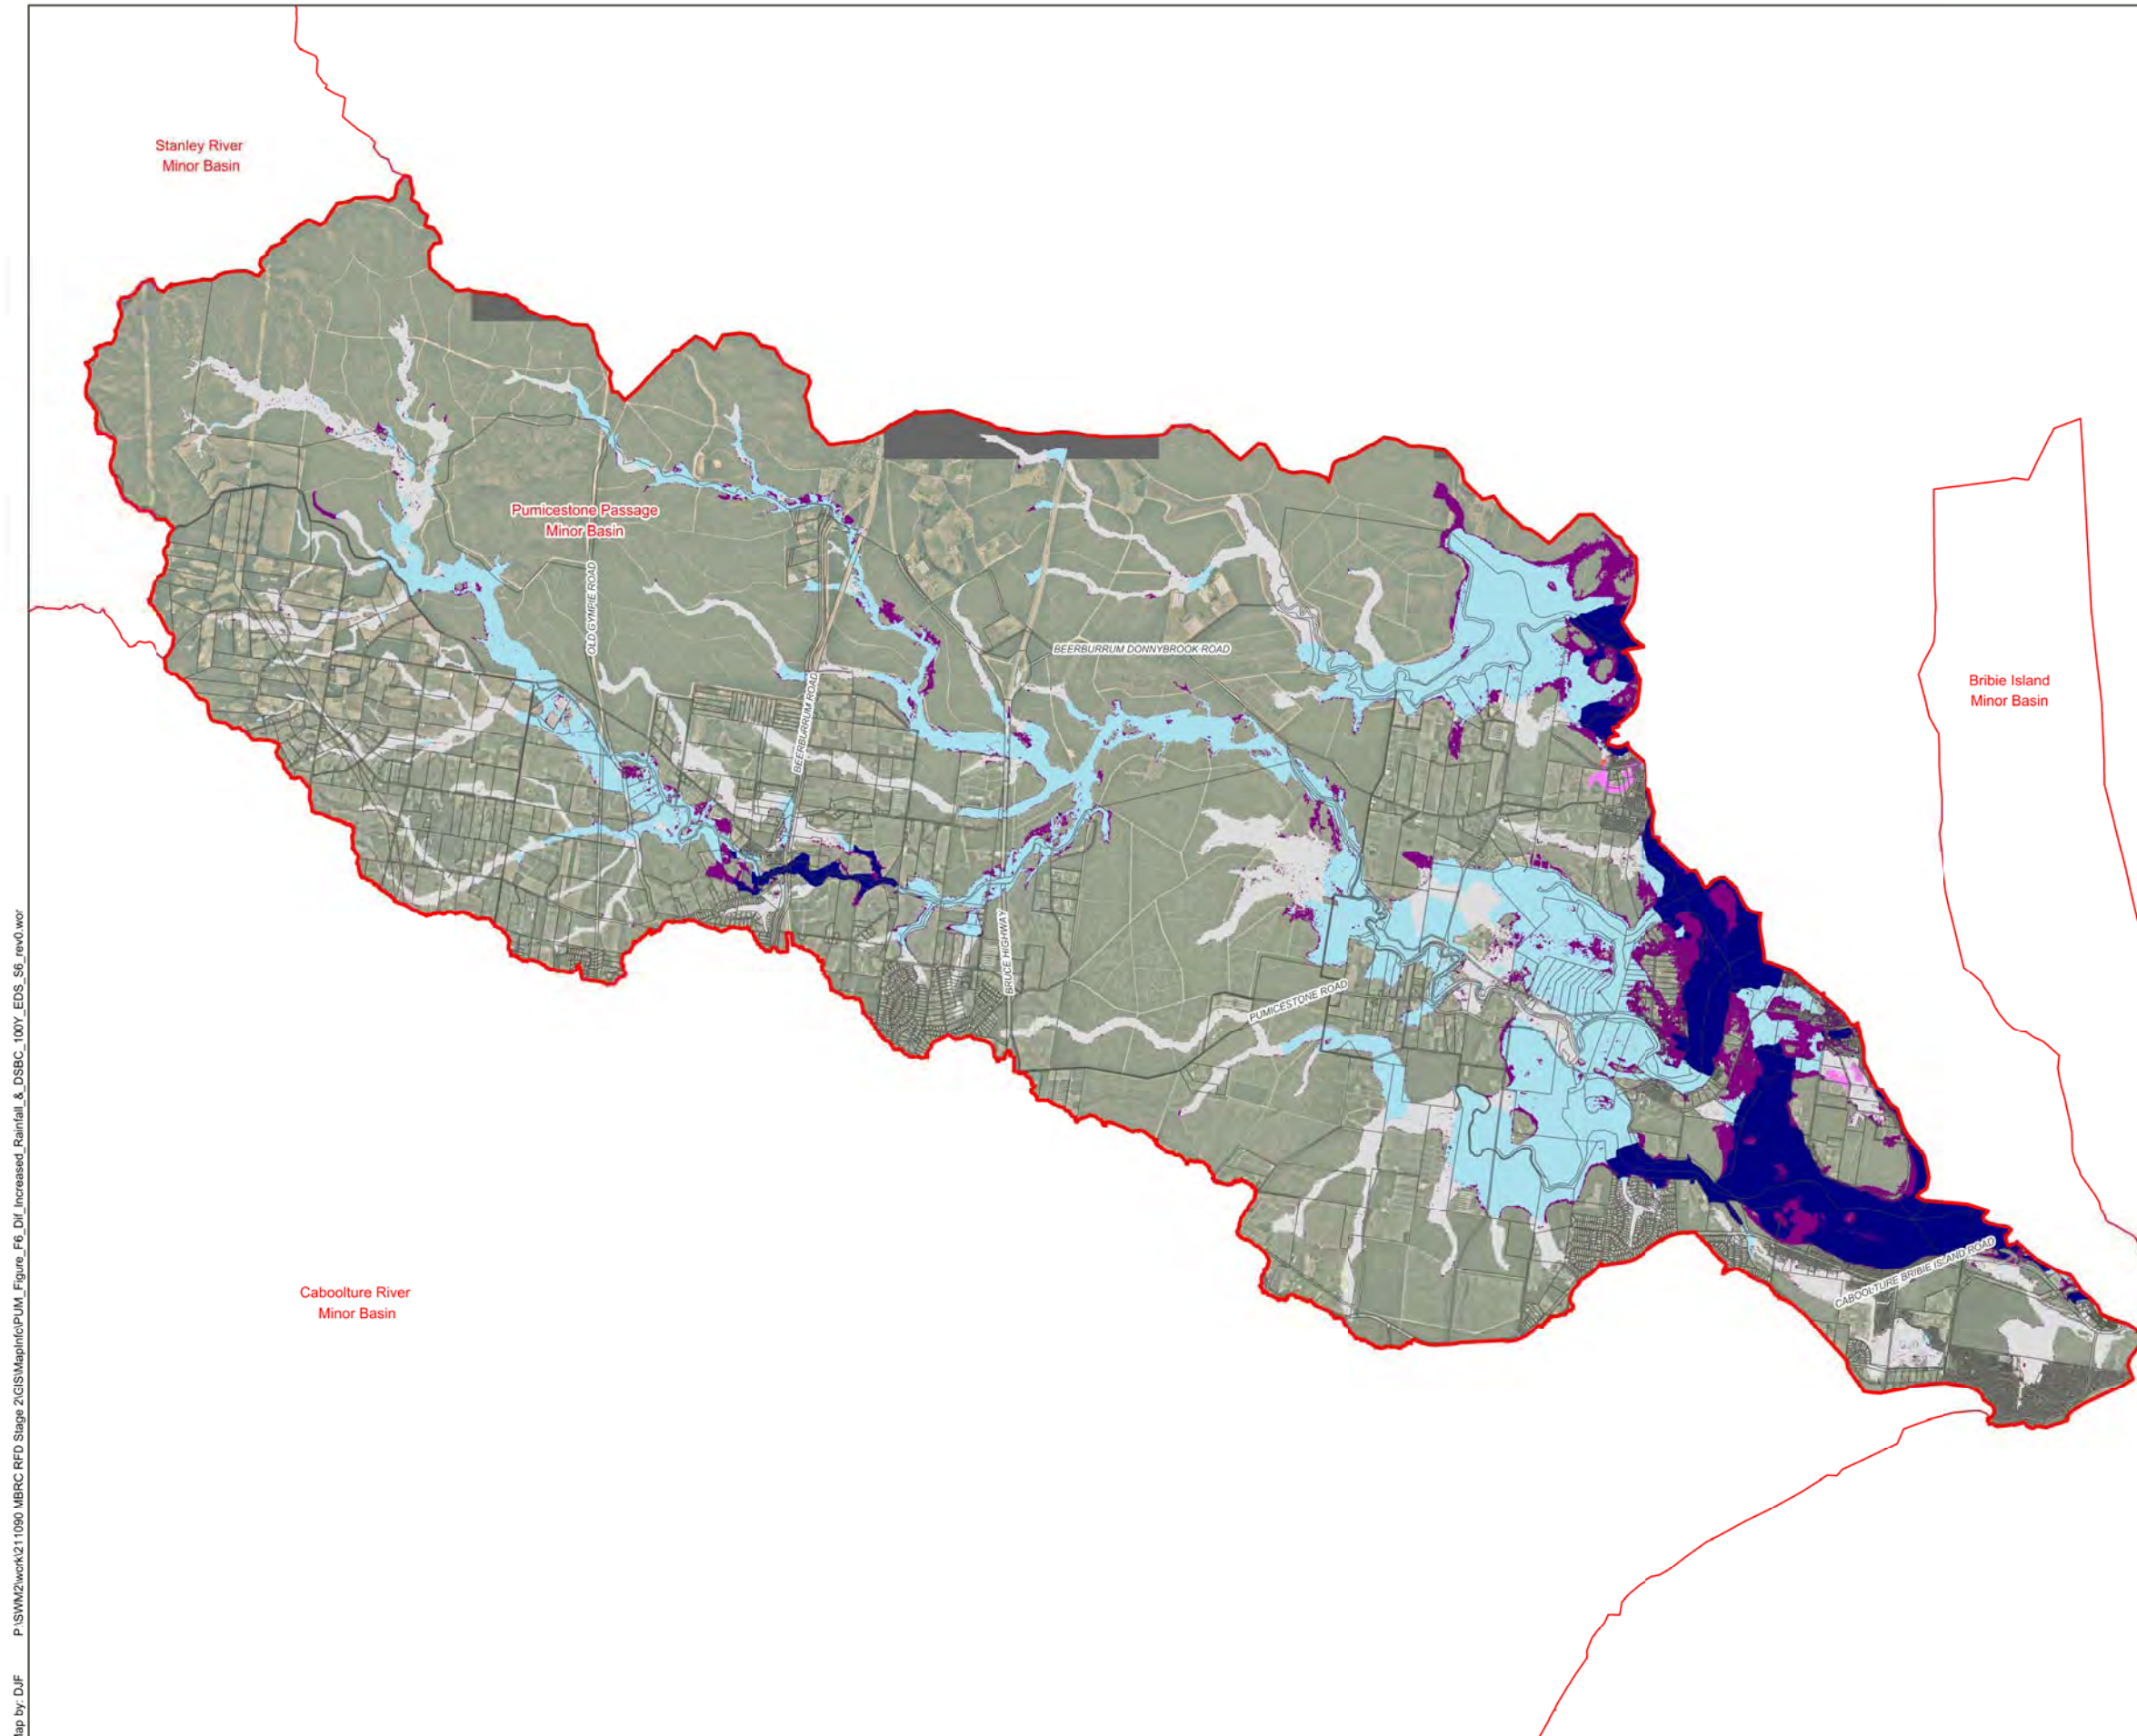 Stanley River
Minor Basin
Pumicestone Passage
Minor Basin
OLD GYMPIE ROAD
BEERBURRUM DONNYBROOK ROAD
BEERBURRUM ROAD
Bribie Island
Minor Basin
BRUCE HIGHWAY
PUMICESTONE ROAD
CABOOLTURE BRIBIE ISLAND ROAD
Caboolture River
Minor Basin
P:\SWM2\work\211090 MBRC RFD Stage 2\GIS\MapInfo\PUM_Figure_F6_Dif_Increased_Rainfall_&_DSBC_100Y_EDS_S6_rev0.wor
ap by: DJF